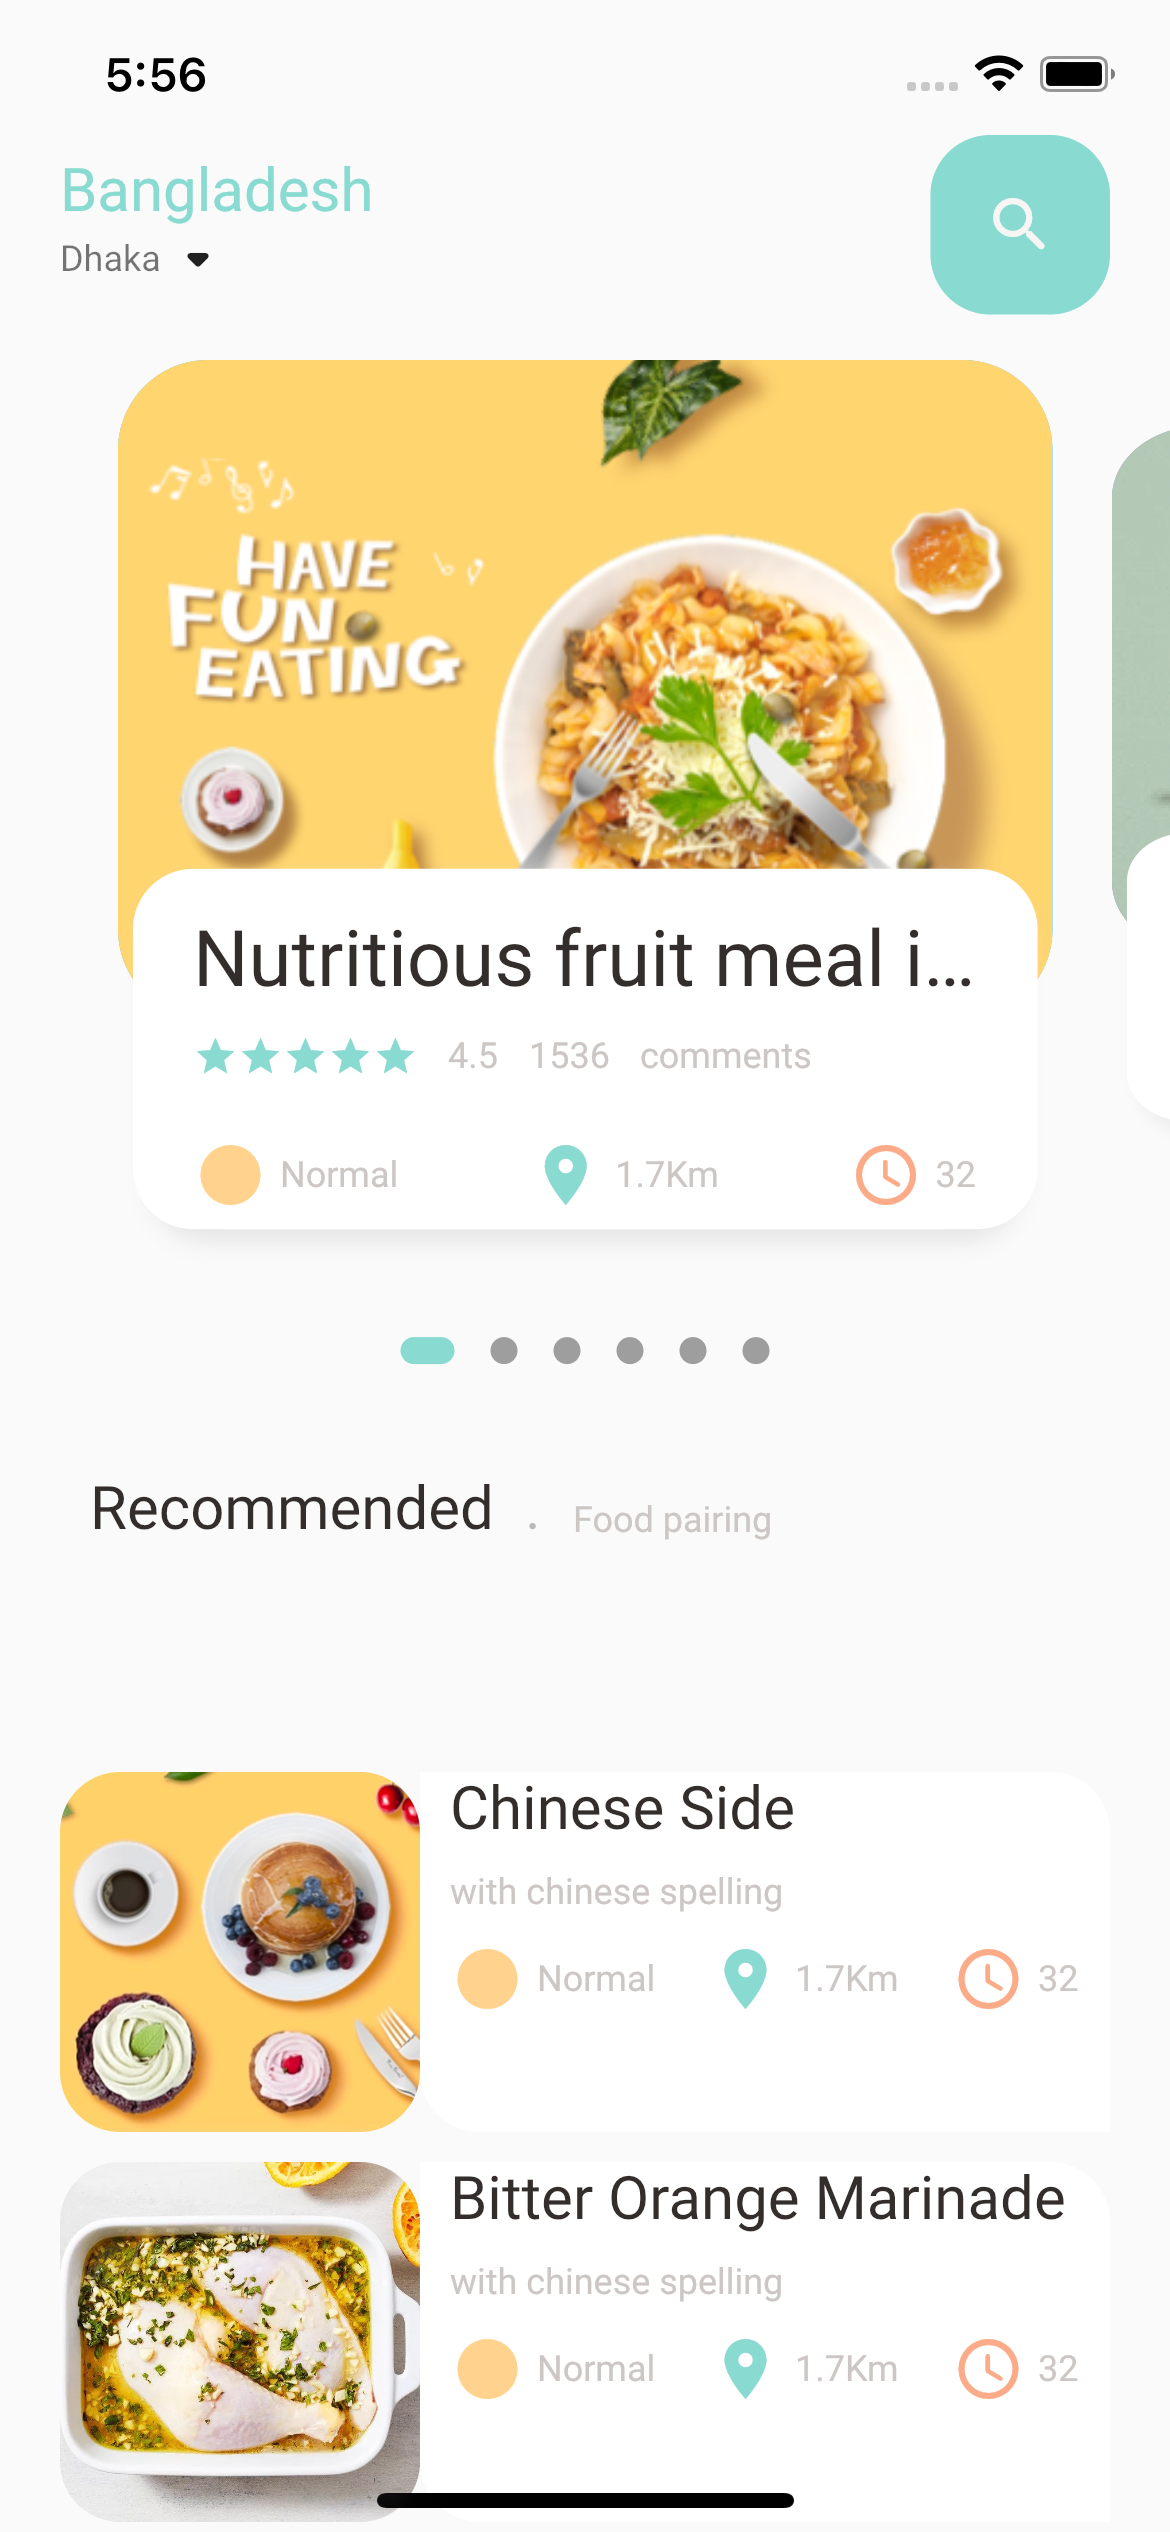 5:56
Bangladesh
Dhaka
HAVE
FUN
EATING
Nutritious fruit meal i...
4.5 1536 comments
Normal 1.7Km 32
Recommended . Food pairing
Chinese Side
with chinese spelling
Normal 1.7Km 32
Bitter Orange Marinade
with chinese spelling
Normal 1.7Km 32